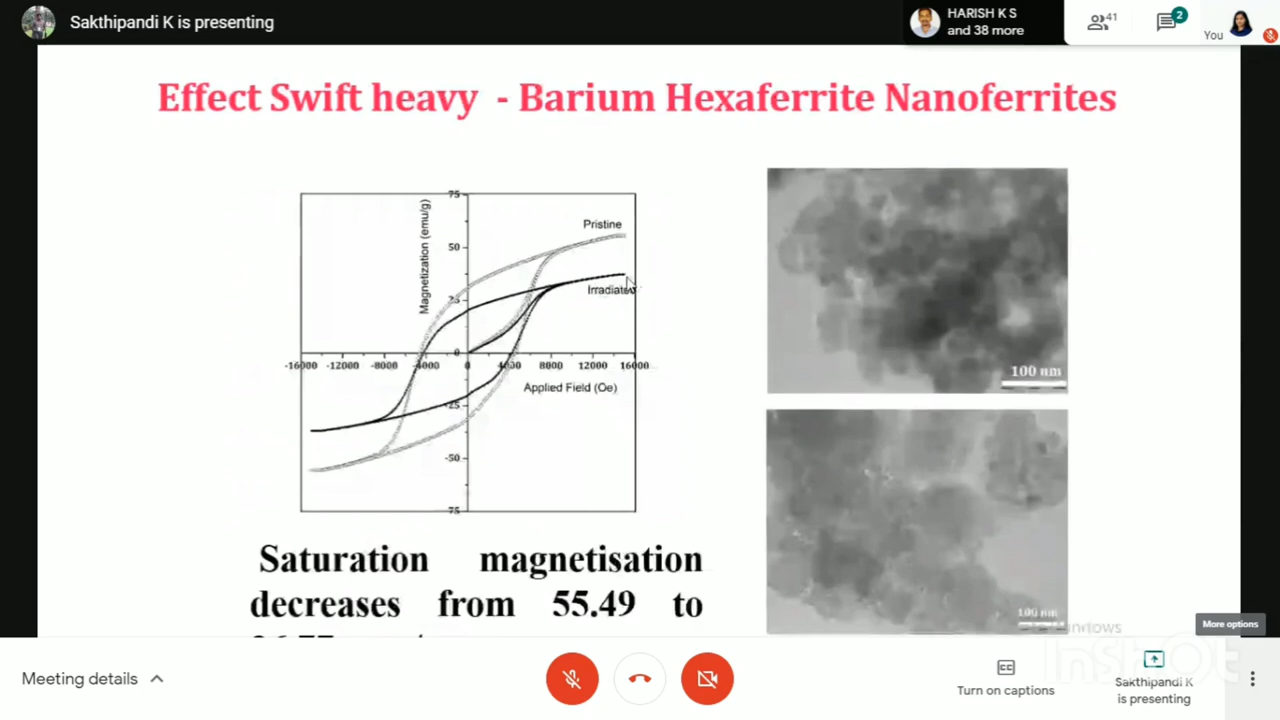 Sakthipandi K is presenting
HARISH K S
and 38 more
41
2
You
Effect Swift heavy - Barium Hexaferrite Nanoferrites
75
Magnetization (emu/g)
Pristine
50
Irradiated
25
0
-16000 -12000 -8000 -4000 0 4000 8000 12000 16000
Applied Field (Oe)
-25
-50
-75
100 nm
100 nm
Saturation magnetisation
decreases from 55.49 to
More options
Meeting details
CC
Turn on captions
Sakthipandi K
is presenting
InShOt